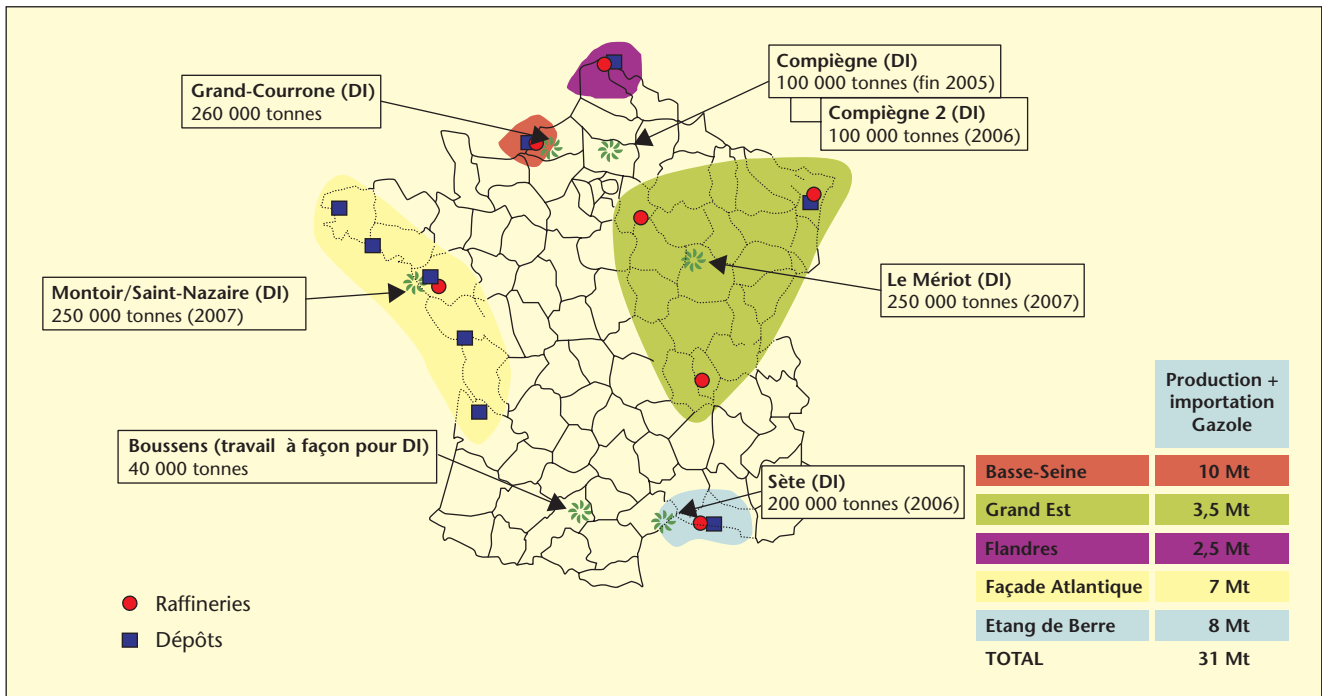 Grand-Courrone (DI)
260 000 tonnes
Compiègne (DI)
100 000 tonnes (fin 2005)
Compiègne 2 (DI)
100 000 tonnes (2006)
Montoir/Saint-Nazaire (DI)
250 000 tonnes (2007)
Le Mériot (DI)
250 000 tonnes (2007)
Boussens (travail à façon pour DI)
40 000 tonnes
Sète (DI)
200 000 tonnes (2006)
Raffineries
Dépôts
Production +
importation
Gazole
Basse-Seine 10 Mt
Grand Est 3,5 Mt
Flandres 2,5 Mt
Façade Atlantique 7 Mt
Etang de Berre 8 Mt
TOTAL 31 Mt